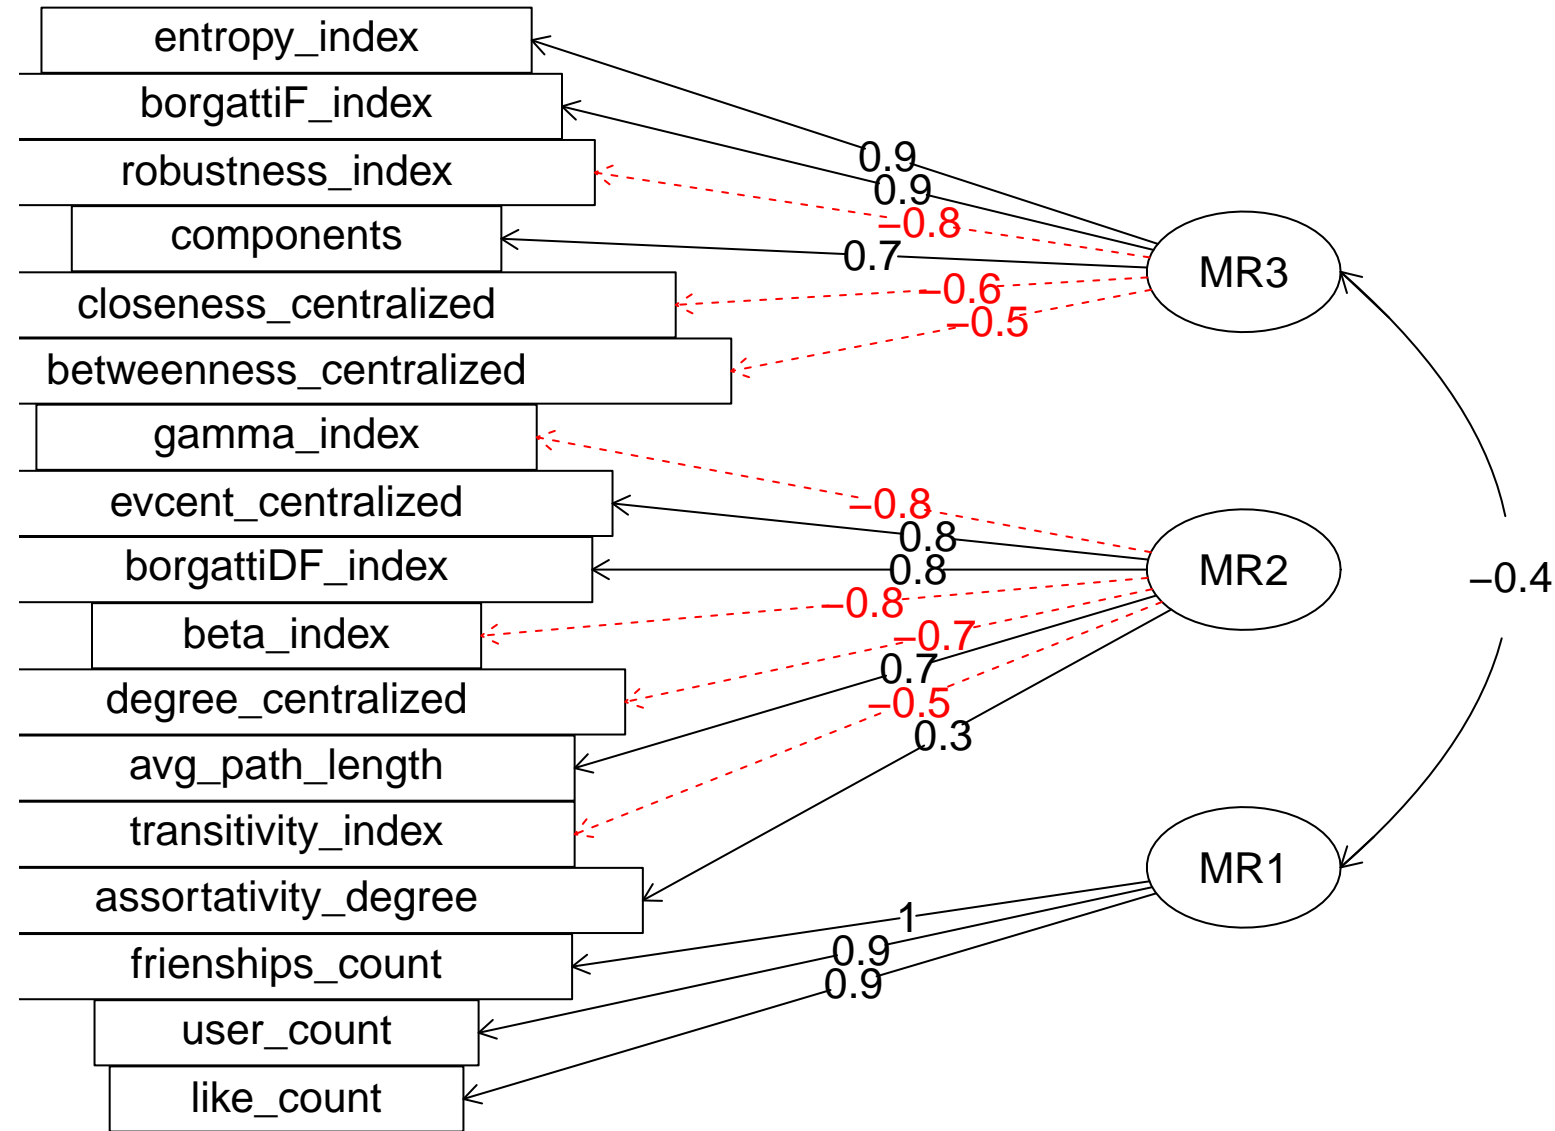 entropy_index
borgattiF_index
robustness_index
components
closeness_centralized
betweenness_centralized
gamma_index
evcent_centralized
borgattiDF_index
beta_index
degree_centralized
avg_path_length
transitivity_index
assortativity_degree
frienships_count
user_count
like_count
0.9
0.9
−0.8
0.7
−0.6
−0.5
−0.8
0.8
0.8
−0.8
−0.7
0.7
−0.5
0.3
1
0.9
0.9
MR3
MR2
MR1
−0.4